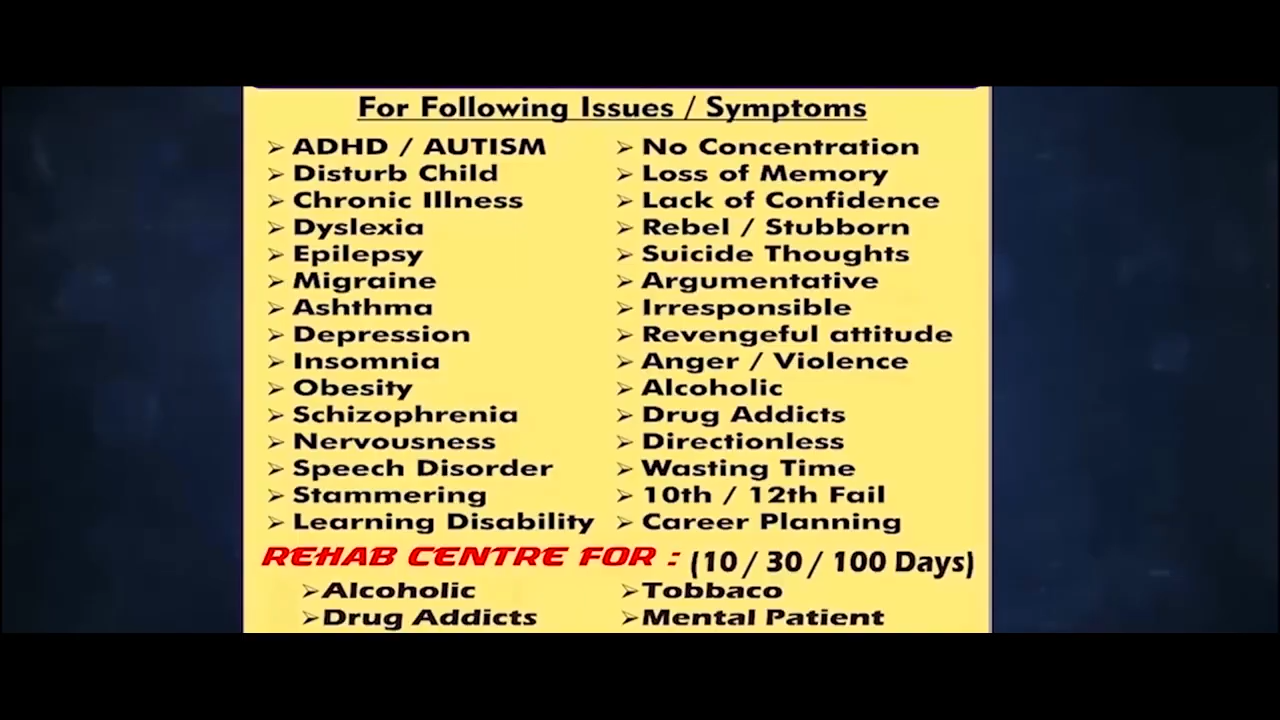 For Following Issues / Symptoms
➢ ADHD / AUTISM
➢ Disturb Child
➢ Chronic Illness
➢ Dyslexia
➢ Epilepsy
➢ Migraine
➢ Ashthma
➢ Depression
➢ Insomnia
➢ Obesity
➢ Schizophrenia
➢ Nervousness
➢ Speech Disorder
➢ Stammering
➢ Learning Disability
➢ No Concentration
➢ Loss of Memory
➢ Lack of Confidence
➢ Rebel / Stubborn
➢ Suicide Thoughts
➢ Argumentative
➢ Irresponsible
➢ Revengeful attitude
➢ Anger / Violence
➢ Alcoholic
➢ Drug Addicts
➢ Directionless
➢ Wasting Time
➢ 10th / 12th Fail
➢ Career Planning
REHAB CENTRE FOR : (10 / 30 / 100 Days)
➢Alcoholic
➢Drug Addicts
➢Tobbaco
➢Mental Patient